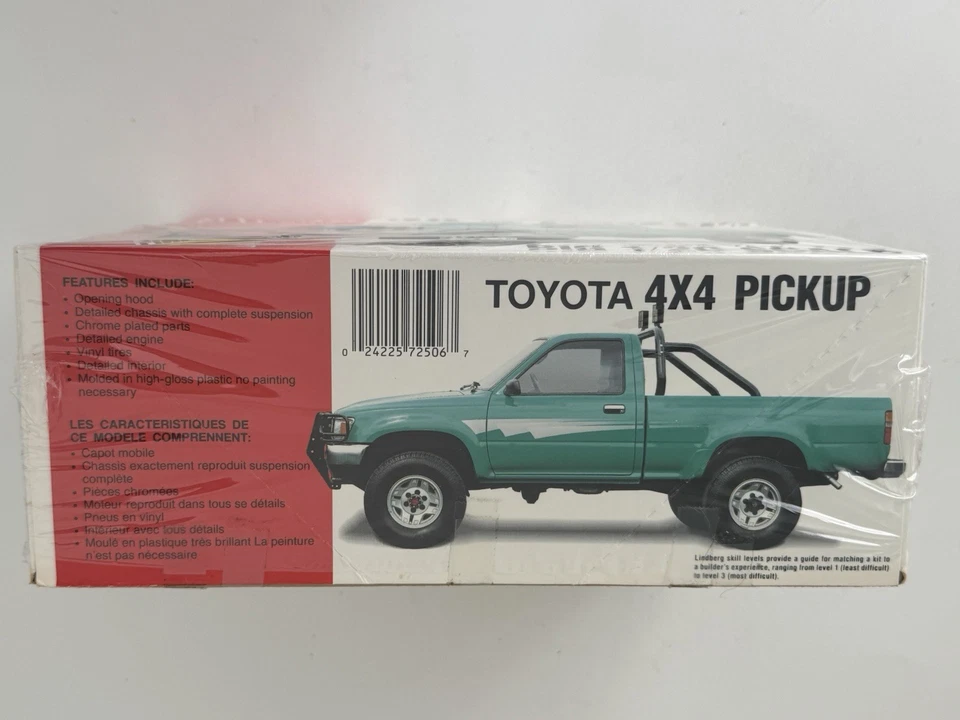 FEATURES INCLUDE:
• Opening hood
• Detailed chassis with complete suspension
• Chrome plated parts
• Detailed engine
• Vinyl tires
• Detailed interior
• Molded in high-gloss plastic no painting
necessary
LES CARACTERISTIQUES DE
CE MODELE COMPRENNENT:
• Capot mobile
• Chassis exactement reproduit suspension
complète
• Pièces chromées
• Moteur reproduit dans tous se détails
• Pneus en vinyl
• Intérieur avec tous détails
• Moulé en plastique trés brillant La peinture
n'est pas nécessaire
0 24225 72506 7
TOYOTA 4X4 PICKUP
Lindberg skill levels provide a guide for matching a kit to
a builder's experience, ranging from level 1 (least difficult)
to level 3 (most difficult).